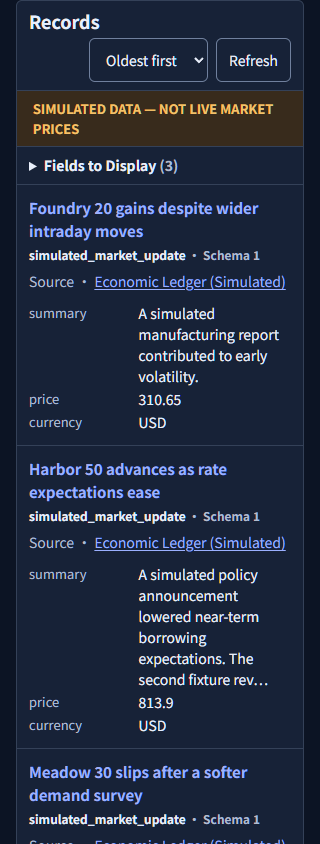 Records
Oldest first
Refresh
SIMULATED DATA — NOT LIVE MARKET
PRICES
Fields to Display (3)
Foundry 20 gains despite wider
intraday moves
simulated_market_update • Schema 1
Source • Economic Ledger (Simulated)
summary
A simulated
manufacturing report
contributed to early
volatility.
price
310.65
currency
USD
Harbor 50 advances as rate
expectations ease
simulated_market_update • Schema 1
Source • Economic Ledger (Simulated)
summary
A simulated policy
announcement
lowered near-term
borrowing
expectations. The
second fixture rev…
price
813.9
currency
USD
Meadow 30 slips after a softer
demand survey
simulated_market_update • Schema 1
Source • Economic Ledger (Simulated)